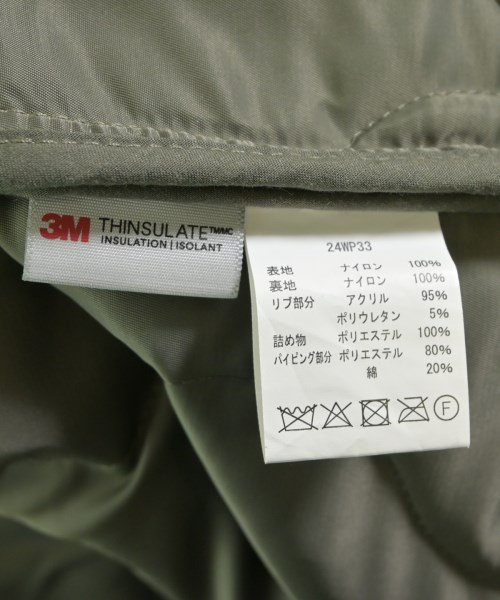 3M THINSULATE TM/MC
INSULATION | ISOLANT
24WP33
表地 ナイロン 100%
裏地 ナイロン 100%
リブ部分 アクリル 95%
ポリウレタン 5%
詰め物 ポリエステル 100%
パイピング部分 ポリエステル 80%
綿 20%
F